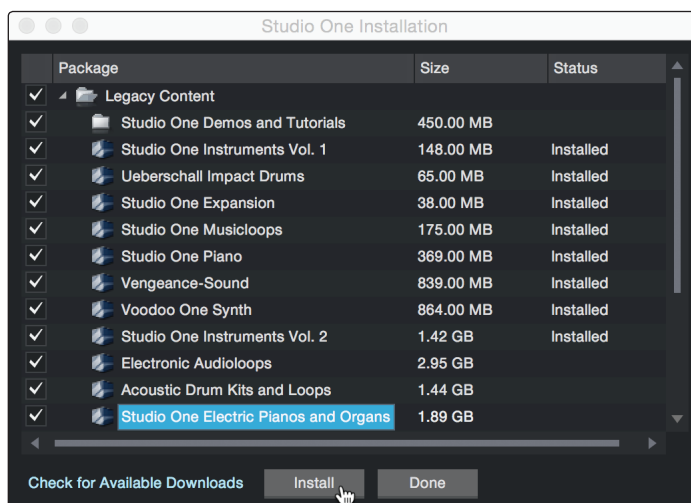 Studio One Installation
Package Size Status
Legacy Content
Studio One Demos and Tutorials 450.00 MB
Studio One Instruments Vol. 1 148.00 MB Installed
Ueberschall Impact Drums 65.00 MB Installed
Studio One Expansion 38.00 MB Installed
Studio One Musicloops 175.00 MB Installed
Studio One Piano 369.00 MB Installed
Vengeance-Sound 839.00 MB Installed
Voodoo One Synth 864.00 MB Installed
Studio One Instruments Vol. 2 1.42 GB Installed
Electronic Audioloops 2.95 GB
Acoustic Drum Kits and Loops 1.44 GB
Studio One Electric Pianos and Organs 1.89 GB
Check for Available Downloads Install Done